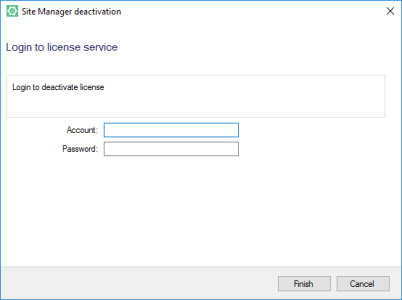 Site Manager deactivation
Login to license service
Login to deactivate license
Account:
Password:
Finish Cancel